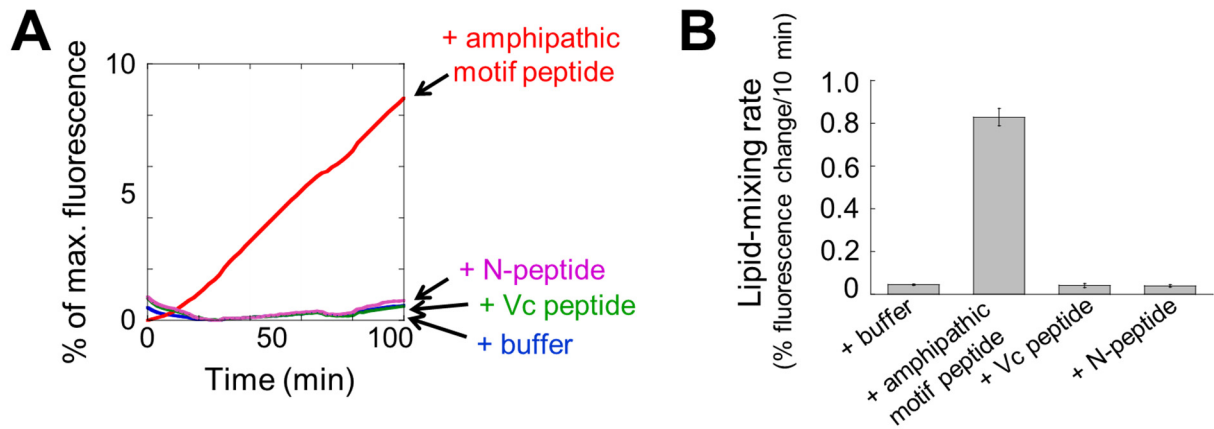 A
10
5
0
0
50
100
% of max. fluorescence
Time (min)
+ amphipathic
motif peptide
+ N-peptide
+ Vc peptide
+ buffer
B
Lipid-mixing rate
(% fluorescence change/10 min)
1.0
0.8
0.6
0.4
0.2
0
+ buffer
+ amphipathic
motif peptide
+ Vc peptide
+ N-peptide